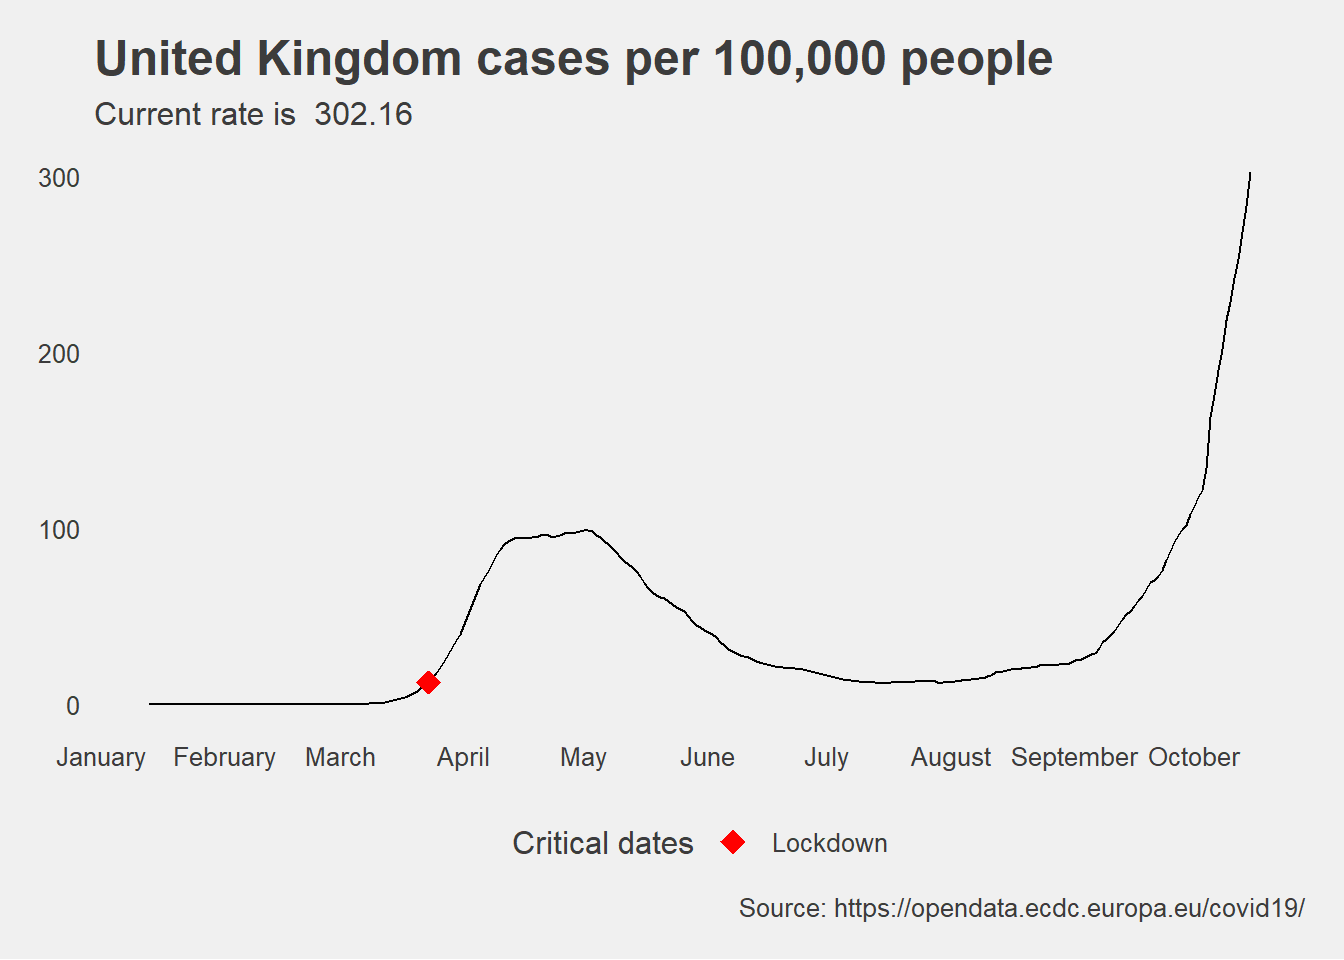 United Kingdom cases per 100,000 people
Current rate is  302.16
300
200
100
0
January February March April May June July August September October
Critical dates Lockdown
Source: https://opendata.ecdc.europa.eu/covid19/